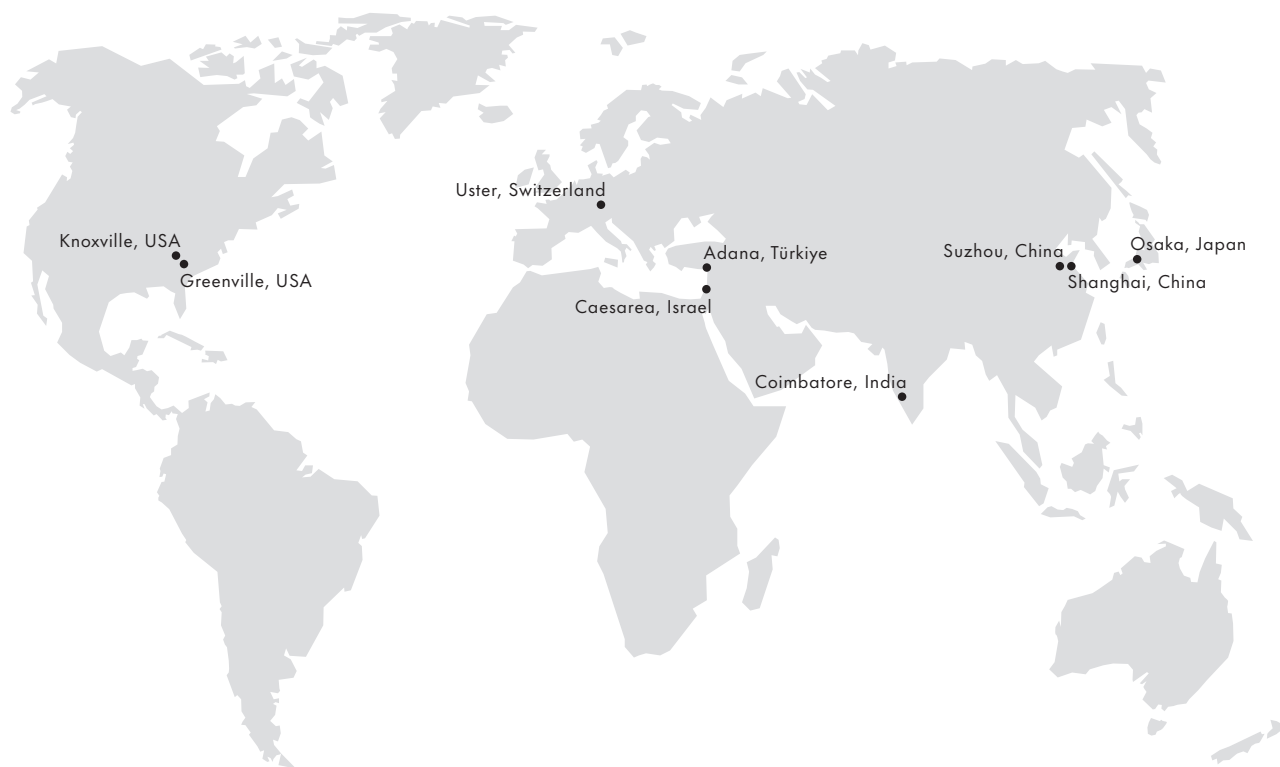 Uster, Switzerland
Knoxville, USA
Greenville, USA
Adana, Türkiye
Caesarea, Israel
Suzhou, China
Osaka, Japan
Shanghai, China
Coimbatore, India